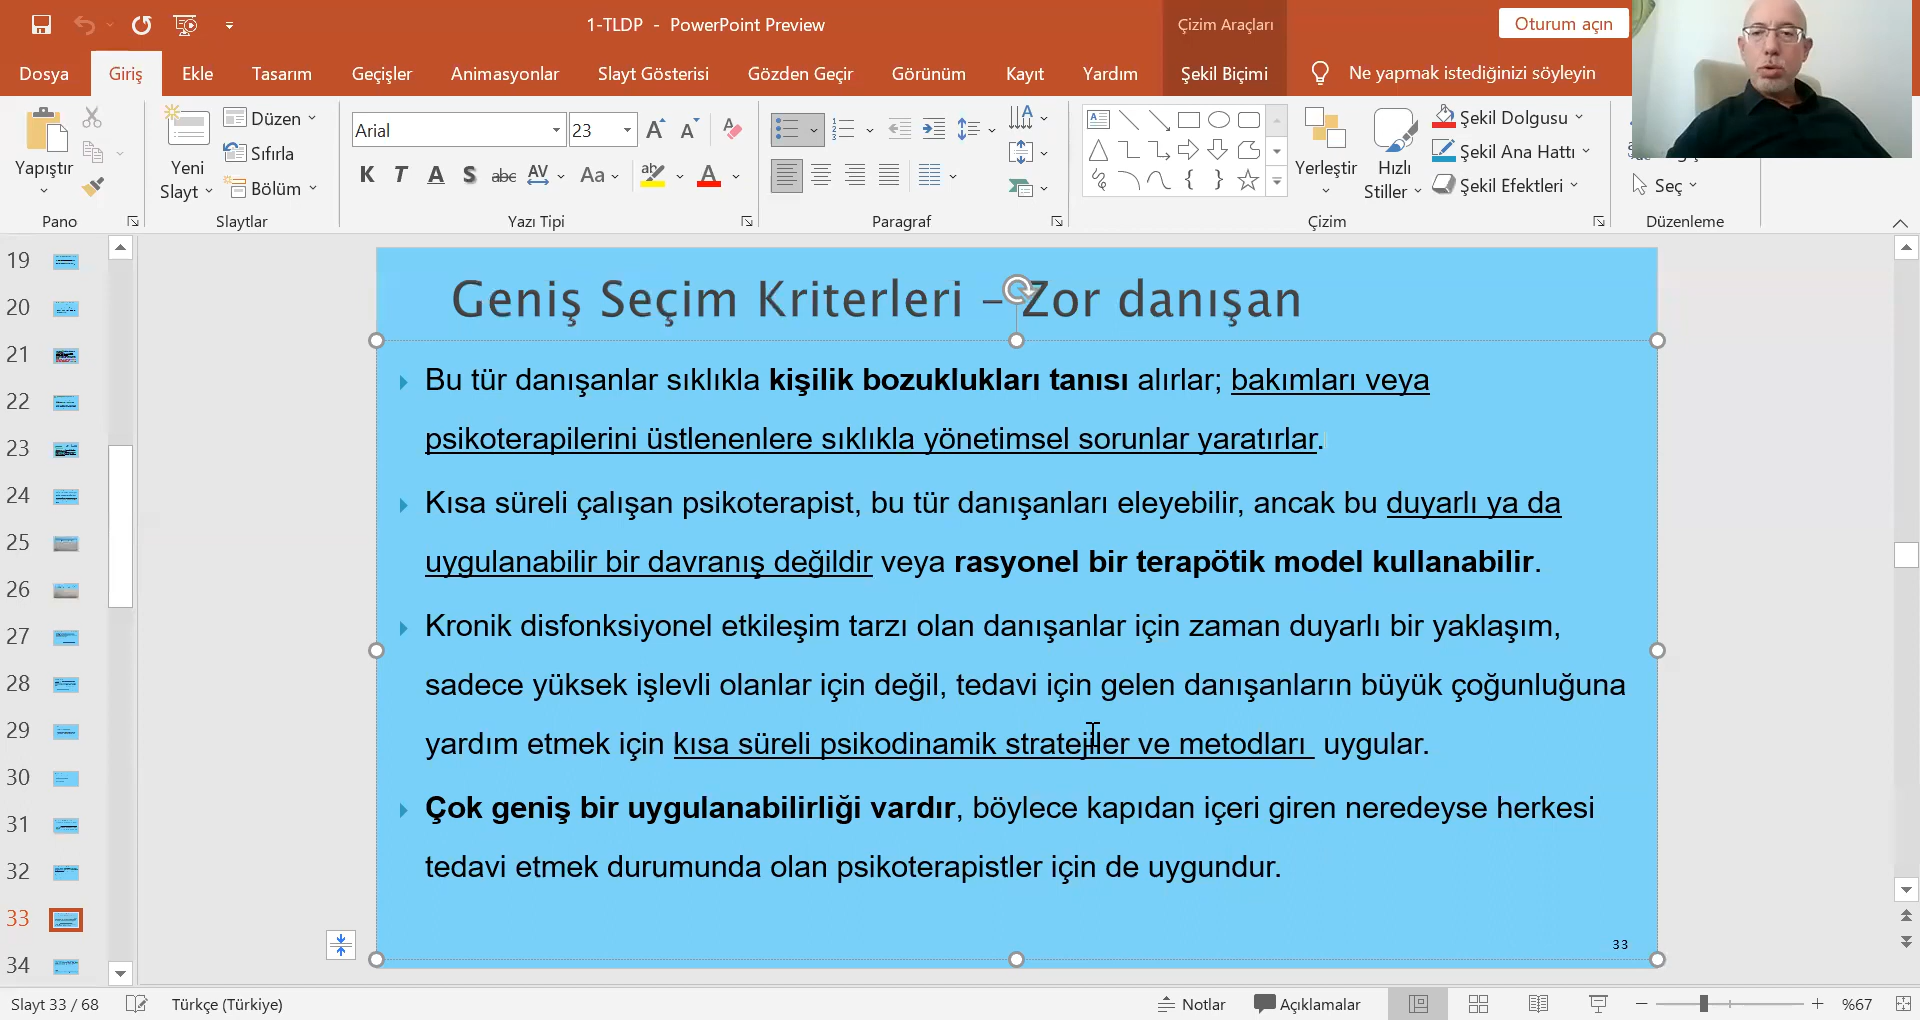 1-TLDP - PowerPoint Preview
Çizim Araçları
Oturum açın
Dosya
Giriş
Ekle
Tasarım
Geçişler
Animasyonlar
Slayt Gösterisi
Gözden Geçir
Görünüm
Kayıt
Yardım
Şekil Biçimi
Ne yapmak istediğinizi söyleyin
Yapıştır
Yeni
Slayt
Düzen
Sıfırla
Bölüm
Arial
23
K T A S abc AV Aa
Yerleştir
Hızlı
Stiller
Şekil Dolgusu
Şekil Ana Hattı
Şekil Efektleri
Seç
Pano
Slaytlar
Yazı Tipi
Paragraf
Çizim
Düzenleme
19
20
21
22
23
24
25
26
27
28
29
30
31
32
33
34
Geniş Seçim Kriterleri – Zor danışan
Bu tür danışanlar sıklıkla kişilik bozuklukları tanısı alırlar; bakımları veya
psikoterapilerini üstlenenlere sıklıkla yönetimsel sorunlar yaratırlar.
Kısa süreli çalışan psikoterapist, bu tür danışanları eleyebilir, ancak bu duyarlı ya da
uygulanabilir bir davranış değildir veya rasyonel bir terapötik model kullanabilir.
Kronik disfonksiyonel etkileşim tarzı olan danışanlar için zaman duyarlı bir yaklaşım,
sadece yüksek işlevli olanlar için değil, tedavi için gelen danışanların büyük çoğunluğuna
yardım etmek için kısa süreli psikodinamik stratejiler ve metodları uygular.
Çok geniş bir uygulanabilirliği vardır, böylece kapıdan içeri giren neredeyse herkesi
tedavi etmek durumunda olan psikoterapistler için de uygundur.
33
Slayt 33 / 68
Türkçe (Türkiye)
Notlar
Açıklamalar
%67